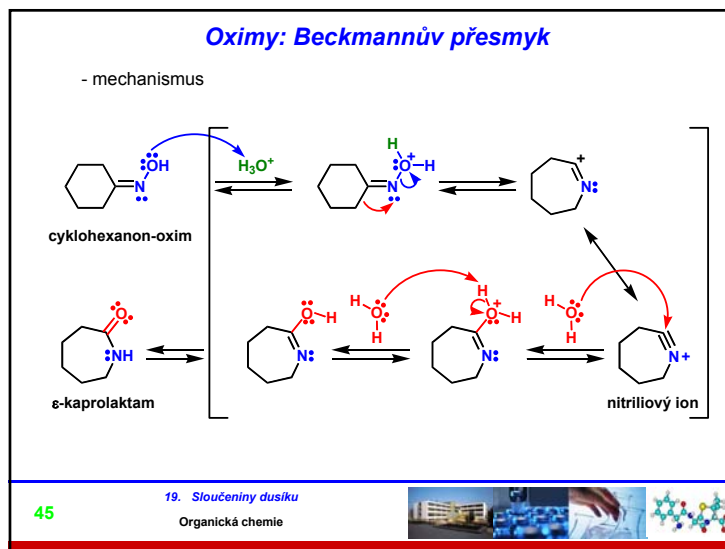 Oximy: Beckmannův přesmyk
- mechanismus
OH
N
H₃O⁺
H
O⁺
H
N
+
N
cyklohexanon-oxim
O
NH
ε-kaprolaktam
O
H
N
H
O
H
H
O⁺
H
N
H
O
H
N
+
nitriliový ion
45
19. Sloučeniny dusíku
Organická chemie